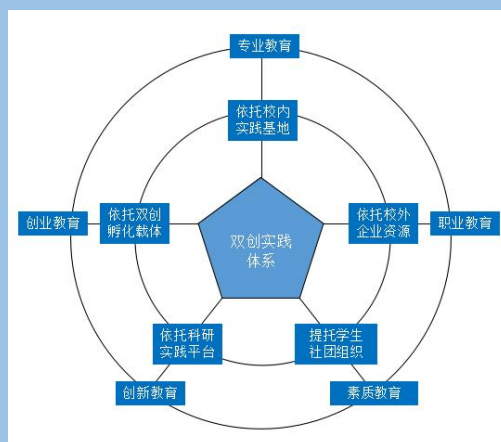 专业教育
依托校内
实践基地
创业教育
依托双创
孵化载体
双创实践
体系
依托校外
企业资源
职业教育
依托科研
实践平台
提托学生
社团组织
创新教育
素质教育